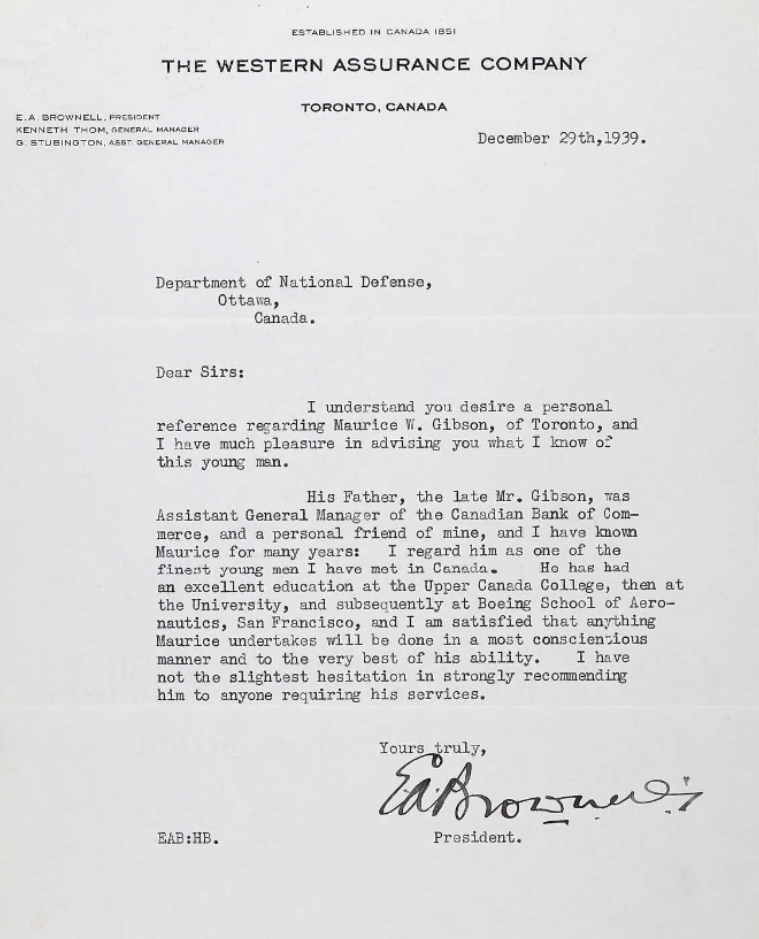 ESTABLISHED IN CANADA 1851
THE WESTERN ASSURANCE COMPANY
TORONTO, CANADA
E.A. BROWNELL, PRESIDENT
KENNETH THOM, GENERAL MANAGER
G. STUBINGTON, ASST. GENERAL MANAGER
December 29th,1939.
Department of National Defense,
Ottawa,
Canada.
Dear Sirs:
I understand you desire a personal
reference regarding Maurice W. Gibson, of Toronto, and
I have much pleasure in advising you what I know of
this young man.
His Father, the late Mr. Gibson, was
Assistant General Manager of the Canadian Bank of Com-
merce, and a personal friend of mine, and I have known
Maurice for many years: I regard him as one of the
finest young men I have met in Canada. He has had
an excellent education at the Upper Canada College, then at
the University, and subsequently at Boeing School of Aero-
nautics, San Francisco, and I am satisfied that anything
Maurice undertakes will be done in a most conscientious
manner and to the very best of his ability. I have
not the slightest hesitation in strongly recommending
him to anyone requiring his services.
Yours truly,
EABrownell
EAB:HB.
President.